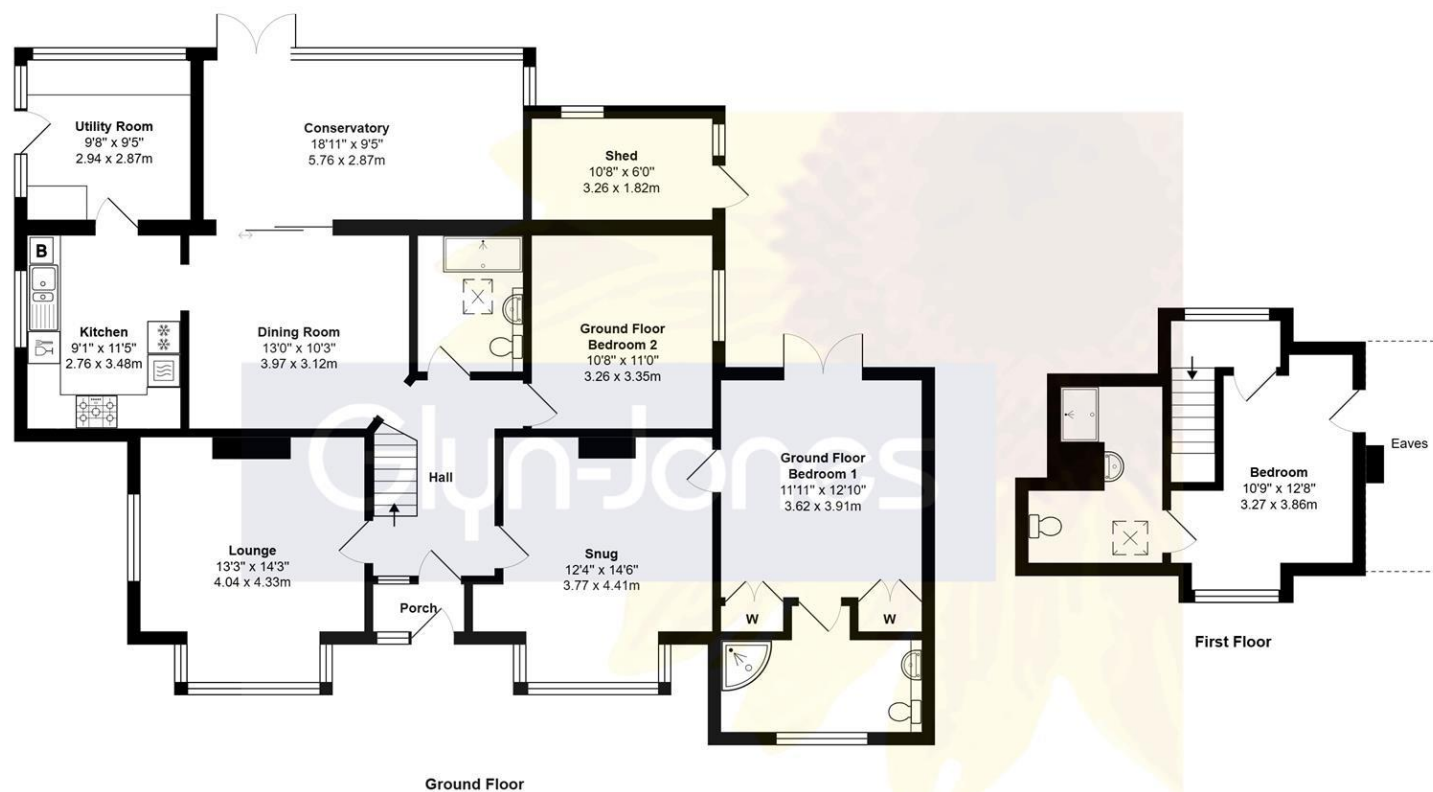 Utility Room
9'8" x 9'5"
2.94 x 2.87m
Conservatory
18'11" x 9'5"
5.76 x 2.87m
Shed
10'8" x 6'0"
3.26 x 1.82m
B
Kitchen
9'1" x 11'5"
2.76 x 3.48m
Dining Room
13'0" x 10'3"
3.97 x 3.12m
Ground Floor
Bedroom 2
10'8" x 11'0"
3.26 x 3.35m
Glyn-Jones
Hall
Ground Floor
Bedroom 1
11'11" x 12'10"
3.62 x 3.91m
Lounge
13'3" x 14'3"
4.04 x 4.33m
Snug
12'4" x 14'6"
3.77 x 4.41m
Porch
W
W
Ground Floor
Eaves
Bedroom
10'9" x 12'8"
3.27 x 3.86m
First Floor